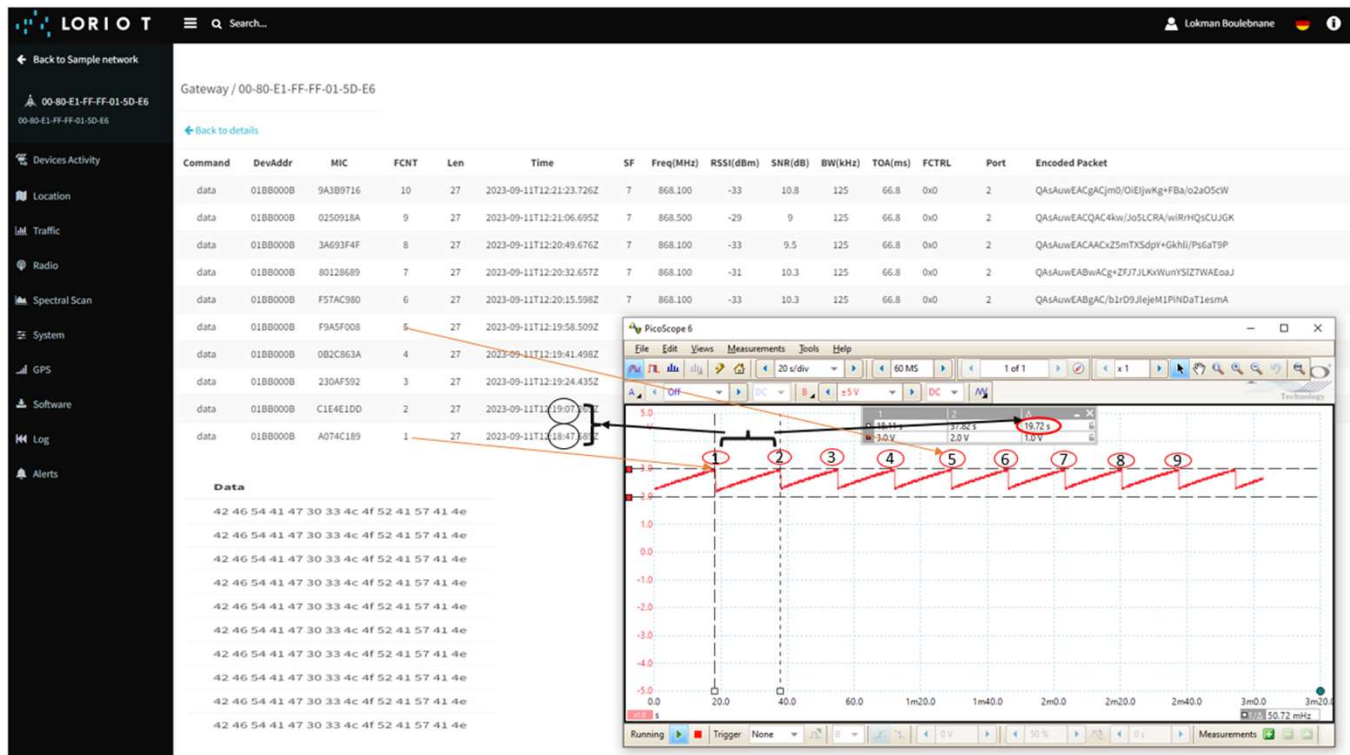 LORIOT Search... Lokman Boulebnane
Back to Sample network
00-80-E1-FF-FF-01-5D-E6
00-80-E1-FF-FF-01-5D-E6
Devices Activity
Location
Traffic
Radio
Spectral Scan
System
GPS
Software
Log
Alerts
Gateway / 00-80-E1-FF-FF-01-5D-E6
Back to details
Command DevAddr MIC FCNT Len Time SF Freq(MHz) RSSI(dBm) SNR(dB) BW(kHz) TOA(ms) FCTRL Port Encoded Packet
data 01BB000B 9A3B9716 10 27 2023-09-11T12:21:23.726Z 7 868.100 -33 10.8 125 66.8 0x0 2
data 01BB000B 0250918A 9 27 2023-09-11T12:21:06.695Z 7 868.500 -29 9 125 66.8 0x0 2
data 01BB000B 3A693F4F 8 27 2023-09-11T12:20:49.676Z 7 868.100 -33 9.5 125 66.8 0x0 2
data 01BB000B 80128689 7 27 2023-09-11T12:20:32.657Z 7 868.100 -31 10.3 125 66.8 0x0 2
data 01BB000B F57AC980 6 27 2023-09-11T12:20:15.598Z 7 868.100 -33 10.3 125 66.8 0x0 2
data 01BB000B F9A5F008 5 27 2023-09-11T12:19:58.509Z
data 01BB000B 0B2C863A 4 27 2023-09-11T12:19:41.498Z
data 01BB000B 230AF592 3 27 2023-09-11T12:19:24.435Z
data 01BB000B C1E4E1DD 2 27 2023-09-11T12:19:07
data 01BB000B A074C189 1 27 2023-09-11T12:18:47
Data
42 46 54 41 47 30 33 4c 4f 52 41 57 41 4e
42 46 54 41 47 30 33 4c 4f 52 41 57 41 4e
42 46 54 41 47 30 33 4c 4f 52 41 57 41 4e
42 46 54 41 47 30 33 4c 4f 52 41 57 41 4e
42 46 54 41 47 30 33 4c 4f 52 41 57 41 4e
42 46 54 41 47 30 33 4c 4f 52 41 57 41 4e
42 46 54 41 47 30 33 4c 4f 52 41 57 41 4e
42 46 54 41 47 30 33 4c 4f 52 41 57 41 4e
42 46 54 41 47 30 33 4c 4f 52 41 57 41 4e
42 46 54 41 47 30 33 4c 4f 52 41 57 41 4e
PicoScope 6
File Edit Views Measurements Tools Help
20 s/div 60 MS 1 of 1 x 1
A Off DC B ±5 V DC
Technology
1 2 Δ
18.11 s 37.82 s 19.72 s
3.0 V 2.0 V 1.0 V
1 2 3 4 5 6 7 8 9
5.0
3.0
2.0
1.0
0.0
-1.0
-2.0
-3.0
-4.0
-5.0
0.0 20.0 40.0 60.0 1m20.0 1m40.0 2m0.0 2m20.0 2m40.0 3m0.0 3m20.0
x1.0 s
1/Δ 50.72 mHz
Running Trigger None B 0 V 50 % 0 s Measurements